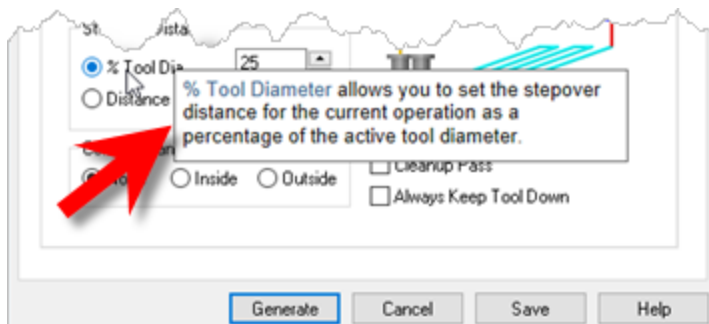 % Tool Dia
25
Distance
% Tool Diameter allows you to set the stepover
distance for the current operation as a
percentage of the active tool diameter.
Inside
Outside
Cleanup Pass
Always Keep Tool Down
Generate
Cancel
Save
Help